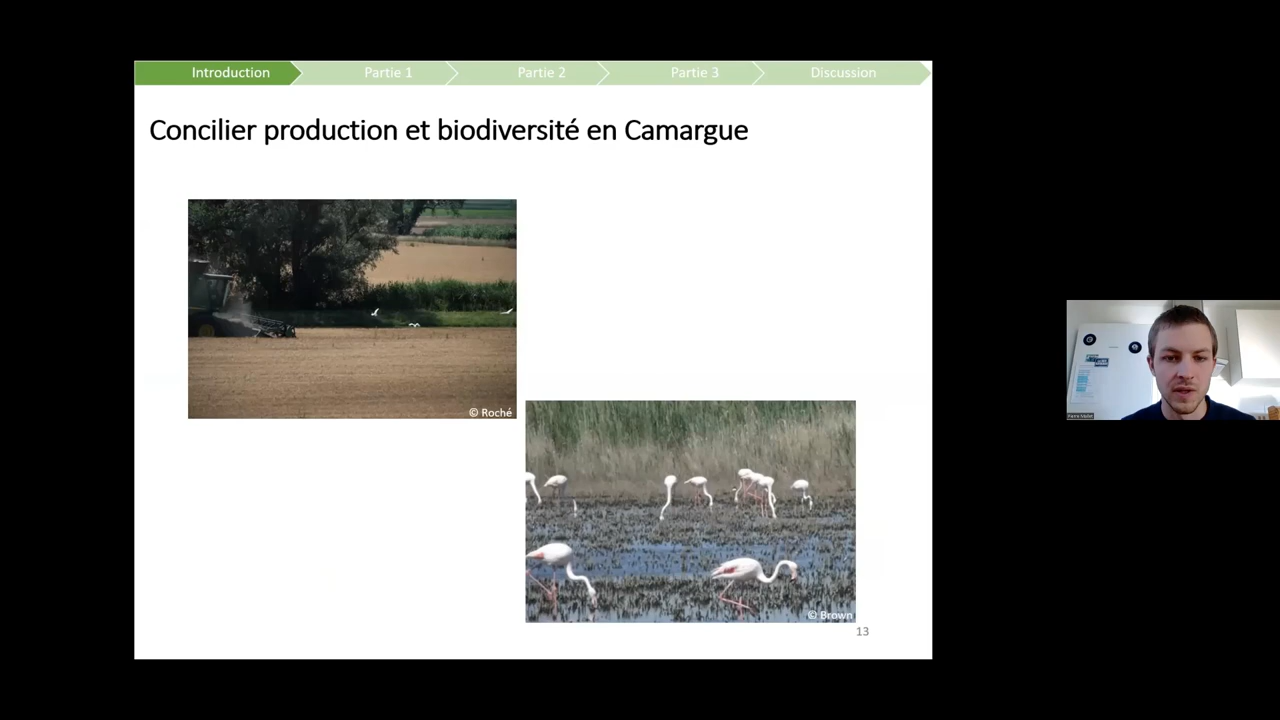 Introduction
Partie 1
Partie 2
Partie 3
Discussion
Concilier production et biodiversité en Camargue
© Roché
© Brown
13